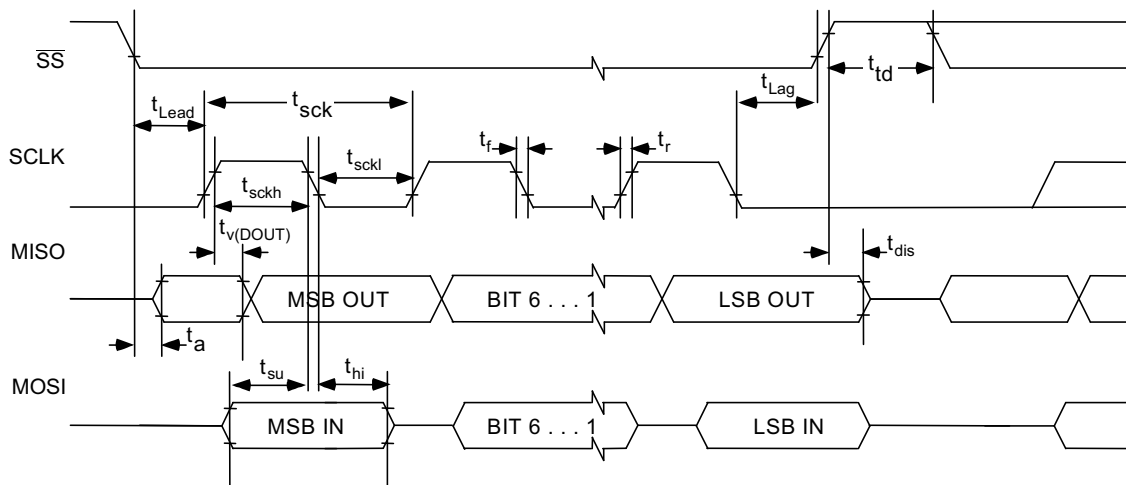 SS
t_td
t_Lead
t_sck
t_Lag
SCLK
t_f
t_r
t_sckl
t_sckh
t_v(DOUT)
MISO
t_dis
MSB OUT
BIT 6 . . . 1
LSB OUT
t_a
t_su
t_hi
MOSI
MSB IN
BIT 6 . . . 1
LSB IN